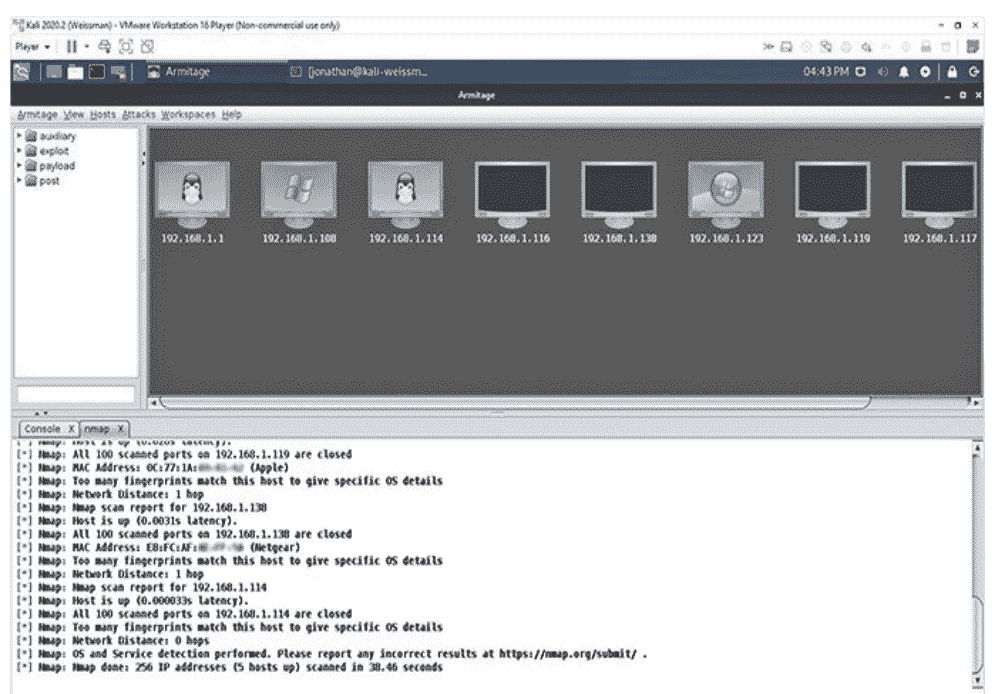 Kali 2020.2 (Weissman) - VMware Workstation 16 Player (Non-commercial use only)
Player
Armitage
[jonathan@kali-weissm...
04:43 PM
Armitage
Armitage View Hosts Attacks Workspaces Help
auxiliary
exploit
payload
post
192.168.1.1
192.168.1.108
192.168.1.114
192.168.1.116
192.168.1.138
192.168.1.123
192.168.1.119
192.168.1.117
Console X nmap X
[*] Nmap: Host is up latency).
[*] Nmap: All 100 scanned ports on 192.168.1.119 are closed
[*] Nmap: MAC Address: 0C:77:1A: (Apple)
[*] Nmap: Too many fingerprints match this host to give specific OS details
[*] Nmap: Network Distance: 1 hop
[*] Nmap: Nmap scan report for 192.168.1.138
[*] Nmap: Host is up (0.0031s latency).
[*] Nmap: All 100 scanned ports on 192.168.1.138 are closed
[*] Nmap: MAC Address: E8:FC:AF: (Netgear)
[*] Nmap: Too many fingerprints match this host to give specific OS details
[*] Nmap: Network Distance: 1 hop
[*] Nmap: Nmap scan report for 192.168.1.114
[*] Nmap: Host is up (0.000033s latency).
[*] Nmap: All 100 scanned ports on 192.168.1.114 are closed
[*] Nmap: Too many fingerprints match this host to give specific OS details
[*] Nmap: Network Distance: 0 hops
[*] Nmap: OS and Service detection performed. Please report any incorrect results at https://nmap.org/submit/ .
[*] Nmap: Nmap done: 256 IP addresses (5 hosts up) scanned in 38.46 seconds